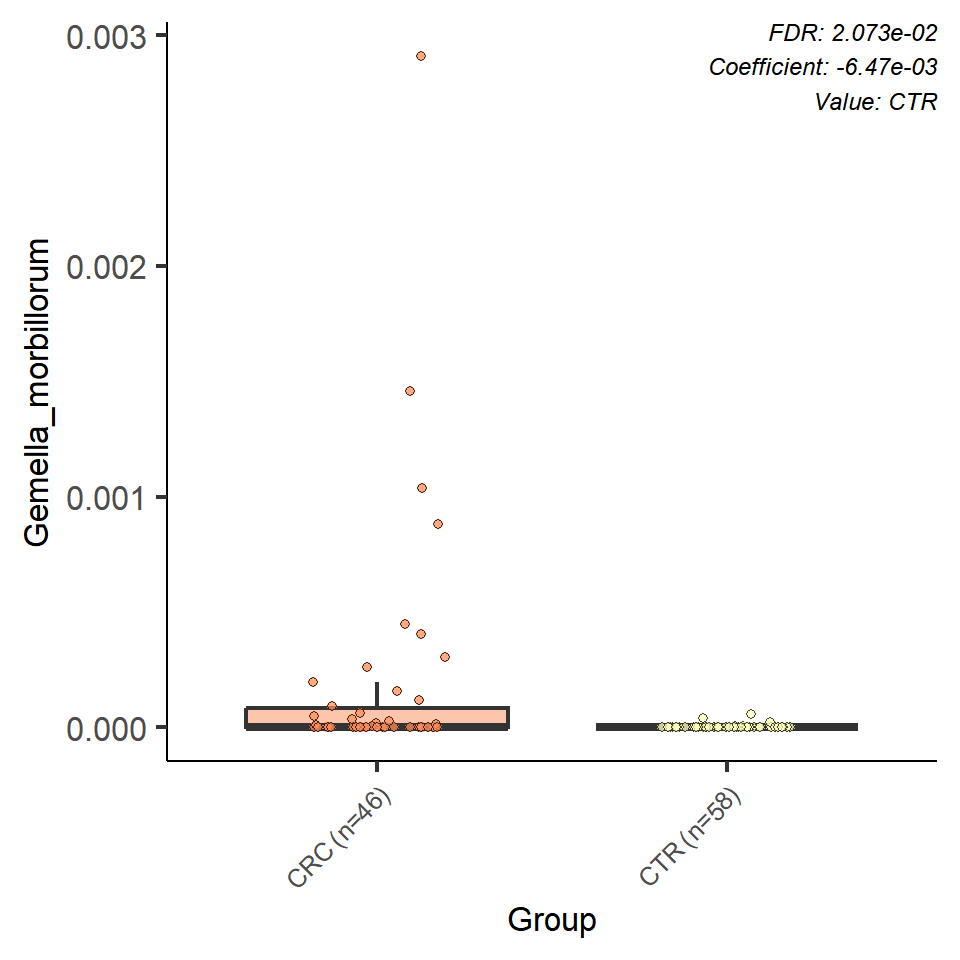 FDR: 2.073e-02
Coefficient: -6.47e-03
Value: CTR
Gemella_morbillorum
0.003
0.002
0.001
0.000
CRC (n=46)
CTR (n=58)
Group